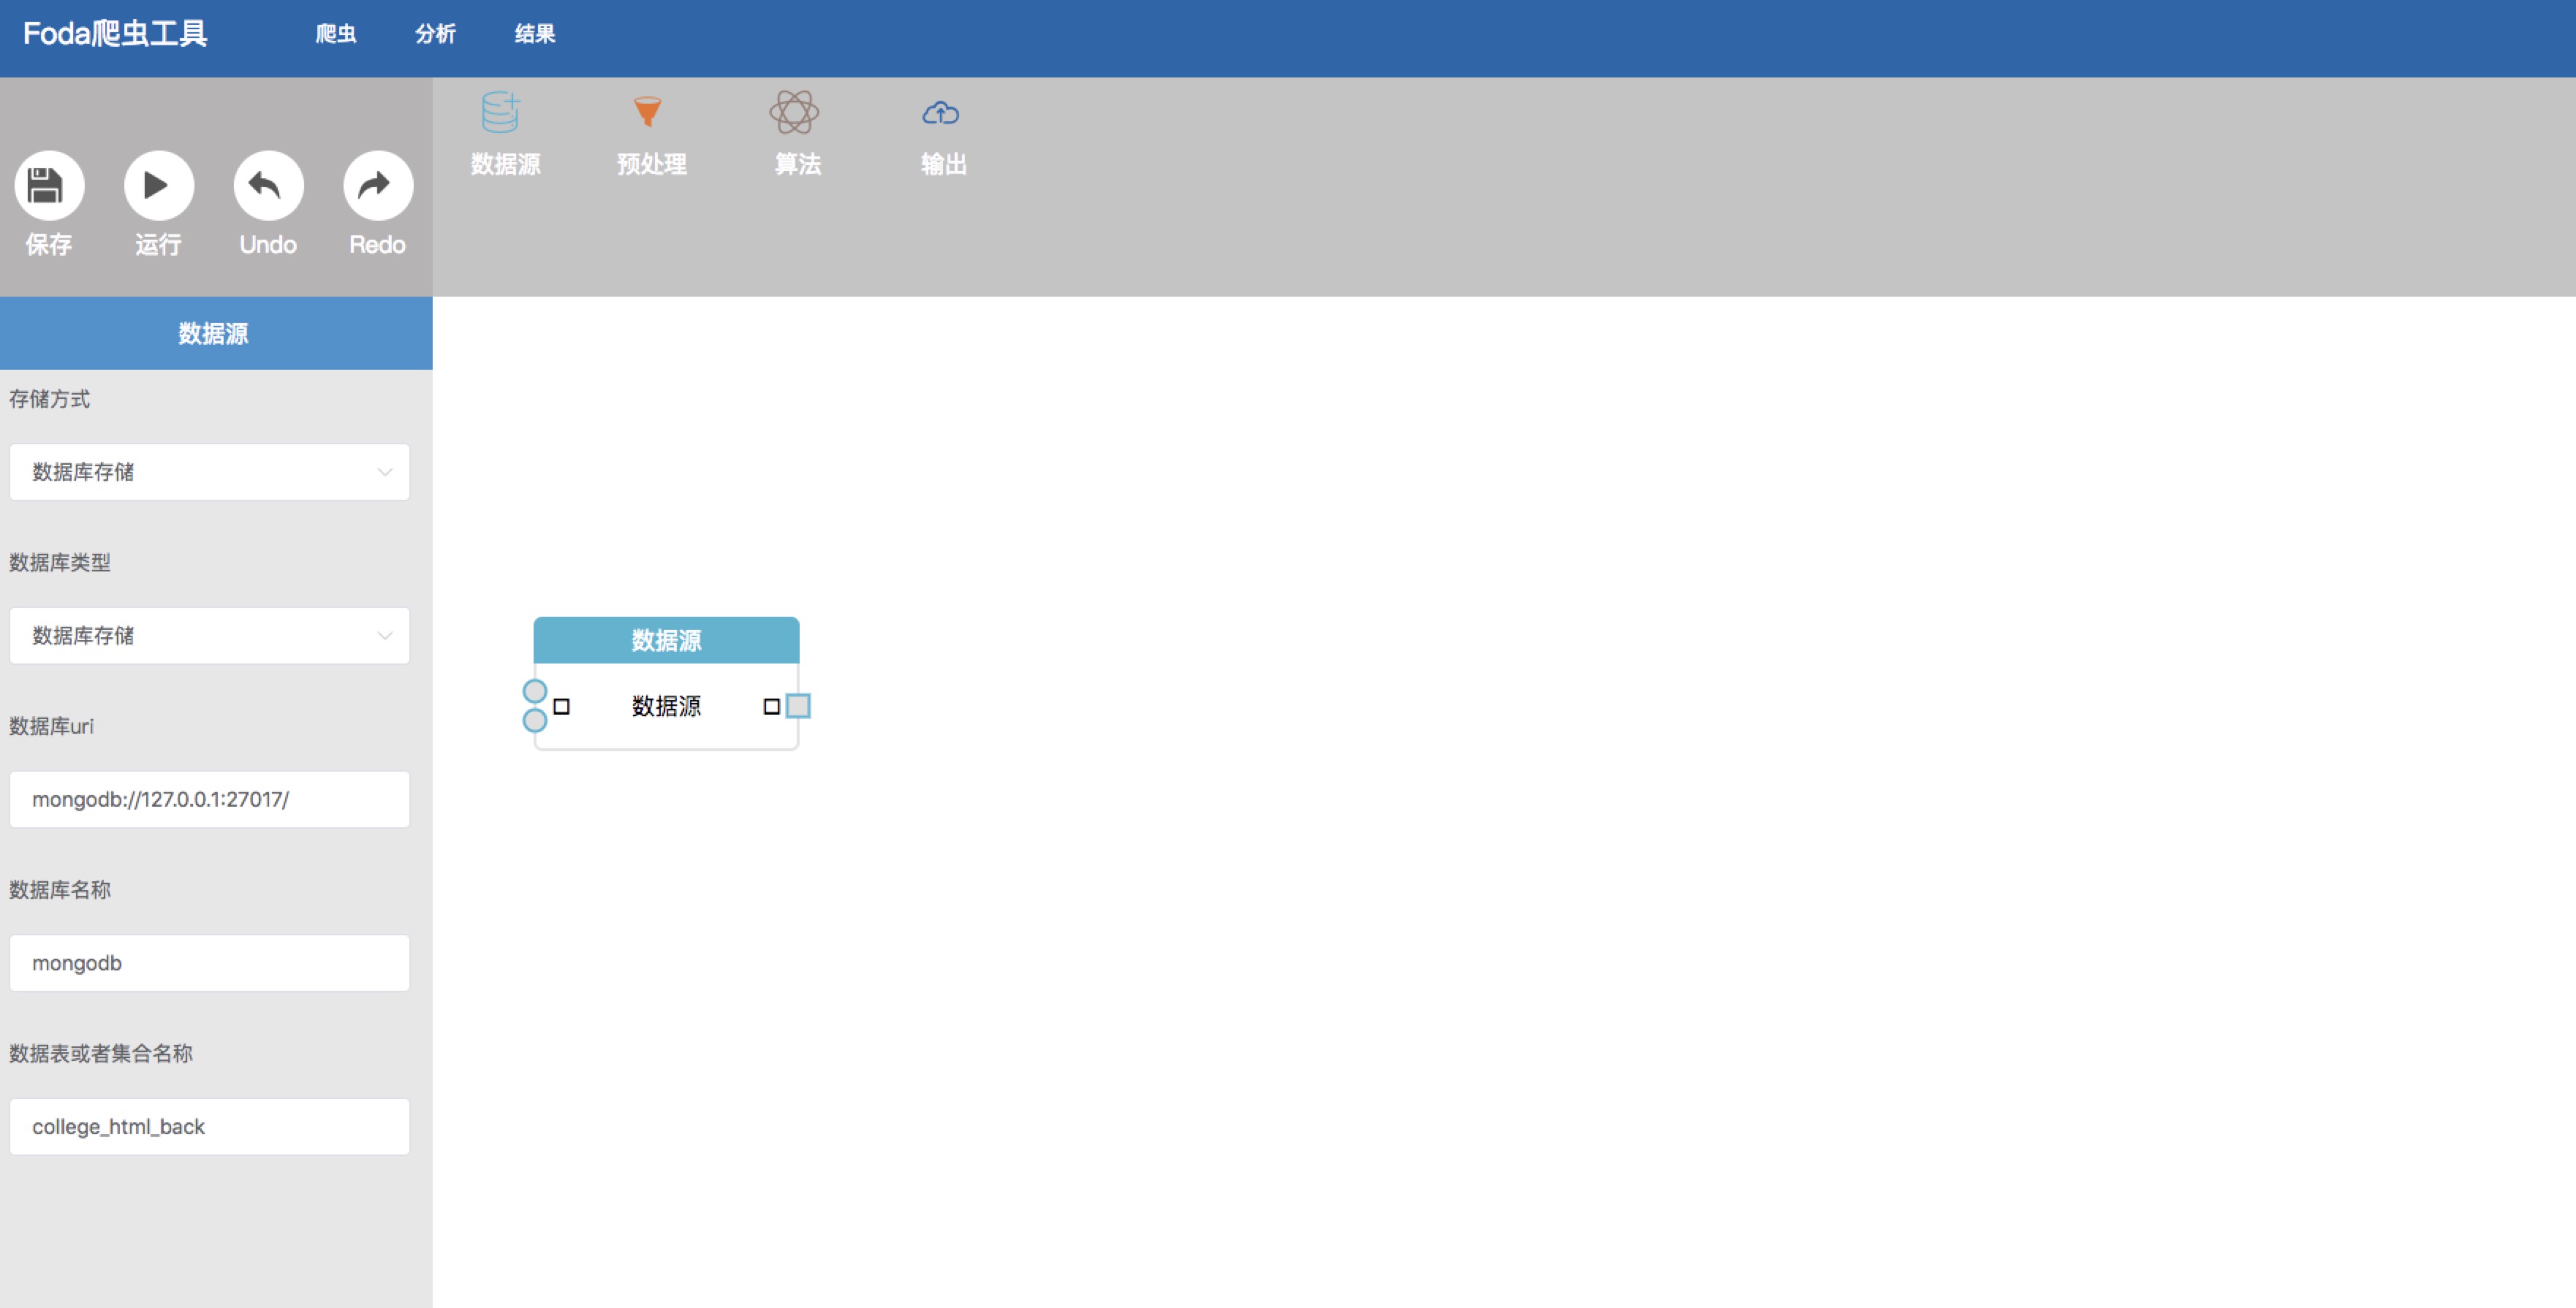 Foda爬虫工具 爬虫 分析 结果
数据源 预处理 算法 输出
保存 运行 Undo Redo
数据源
存储方式
数据库存储
数据库类型
数据库存储
数据库uri
mongodb://127.0.0.1:27017/
数据库名称
mongodb
数据表或者集合名称
college_html_back
数据源
数据源